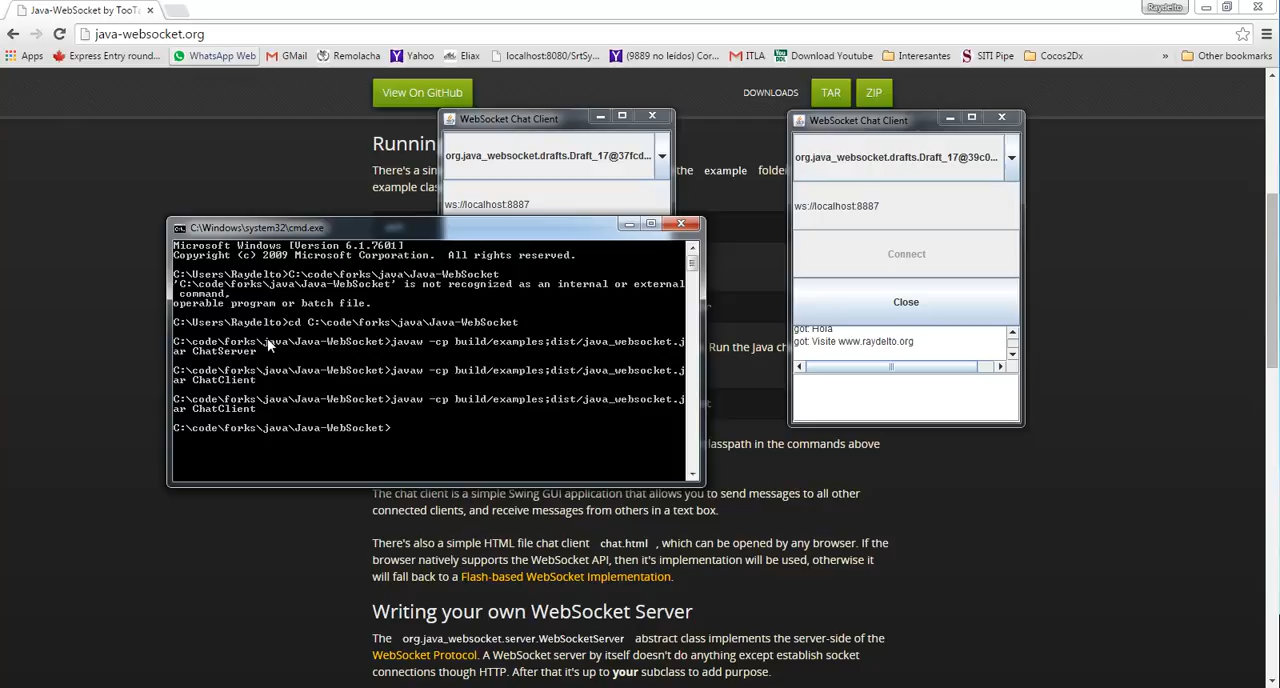 Java-WebSocket by TooT
Raydelto
java-websocket.org
Apps
Express Entry round...
WhatsApp Web
GMail
Remolacha
Yahoo
Eliax
localhost:8080/SrtSy...
(9889 no leídos) Cor...
ITLA
Download Youtube
Interesantes
SITI Pipe
Cocos2Dx
»
Other bookmarks
View On GitHub
DOWNLOADS
TAR
ZIP
Running
There's a sin
the example folde
example clas
WebSocket Chat Client
org.java_websocket.drafts.Draft_17@37fcd...
ws://localhost:8887
WebSocket Chat Client
org.java_websocket.drafts.Draft_17@39c0...
ws://localhost:8887
Connect
Close
got: Hola
got: Visite www.raydelto.org
C:\Windows\system32\cmd.exe
Microsoft Windows [Version 6.1.7601]
Copyright (c) 2009 Microsoft Corporation. All rights reserved.
C:\Users\Raydelto>C:\code\forks\java\Java-WebSocket
'C:\code\forks\java\Java-WebSocket' is not recognized as an internal or external
command,
operable program or batch file.
C:\Users\Raydelto>cd C:\code\forks\java\Java-WebSocket
C:\code\forks\java\Java-WebSocket>javaw -cp build/examples;dist/java_websocket.j
ar ChatServer
C:\code\forks\java\Java-WebSocket>javaw -cp build/examples;dist/java_websocket.j
ar ChatClient
C:\code\forks\java\Java-WebSocket>javaw -cp build/examples;dist/java_websocket.j
ar ChatClient
C:\code\forks\java\Java-WebSocket>
Run the Java ch
lasspath in the commands above
The chat client is a simple Swing GUI application that allows you to send messages to all other
connected clients, and receive messages from others in a text box.
There's also a simple HTML file chat client chat.html , which can be opened by any browser. If the
browser natively supports the WebSocket API, then it's implementation will be used, otherwise it
will fall back to a Flash-based WebSocket Implementation.
Writing your own WebSocket Server
The org.java_websocket.server.WebSocketServer abstract class implements the server-side of the
WebSocket Protocol. A WebSocket server by itself doesn't do anything except establish socket
connections though HTTP. After that it's up to your subclass to add purpose.